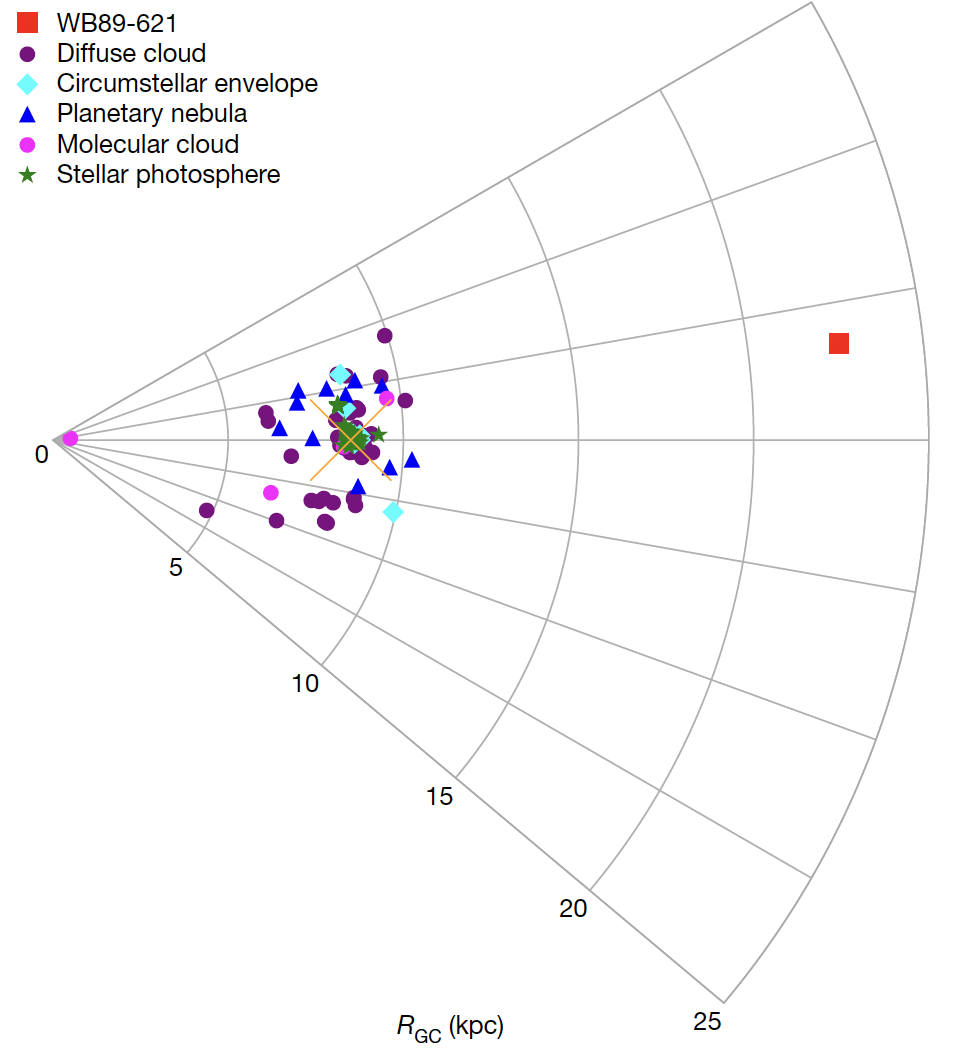 WB89-621
Diffuse cloud
Circumstellar envelope
Planetary nebula
Molecular cloud
Stellar photosphere
0
5
10
15
20
25
R_GC (kpc)